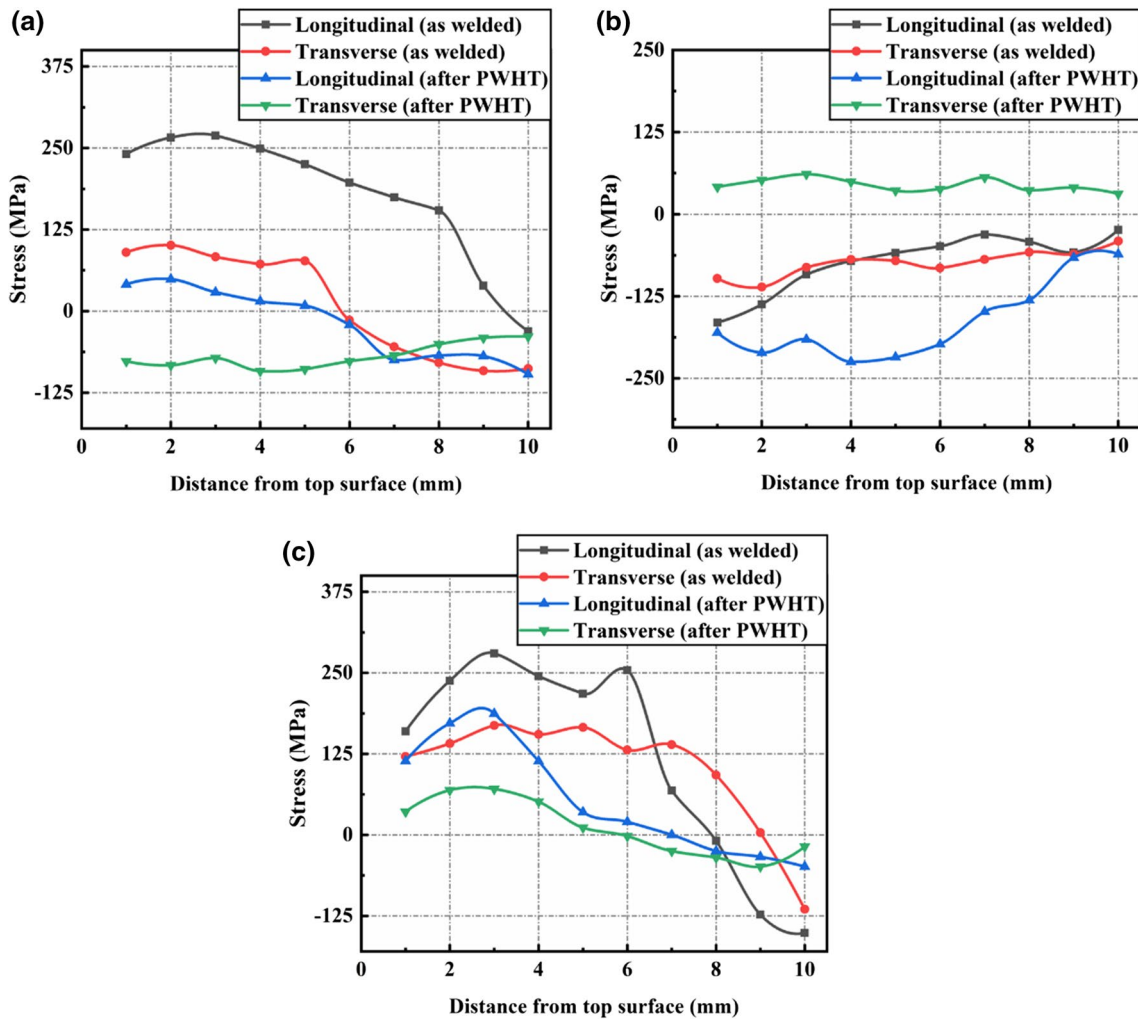 (a)
Longitudinal (as welded)
Transverse (as welded)
Longitudinal (after PWHT)
Transverse (after PWHT)
375
250
125
0
-125
Stress (MPa)
0 2 4 6 8 10
Distance from top surface (mm)
(b)
Longitudinal (as welded)
Transverse (as welded)
Longitudinal (after PWHT)
Transverse (after PWHT)
250
125
0
-125
-250
Stress (MPa)
0 2 4 6 8 10
Distance from top surface (mm)
(c)
Longitudinal (as welded)
Transverse (as welded)
Longitudinal (after PWHT)
Transverse (after PWHT)
375
250
125
0
-125
Stress (MPa)
0 2 4 6 8 10
Distance from top surface (mm)